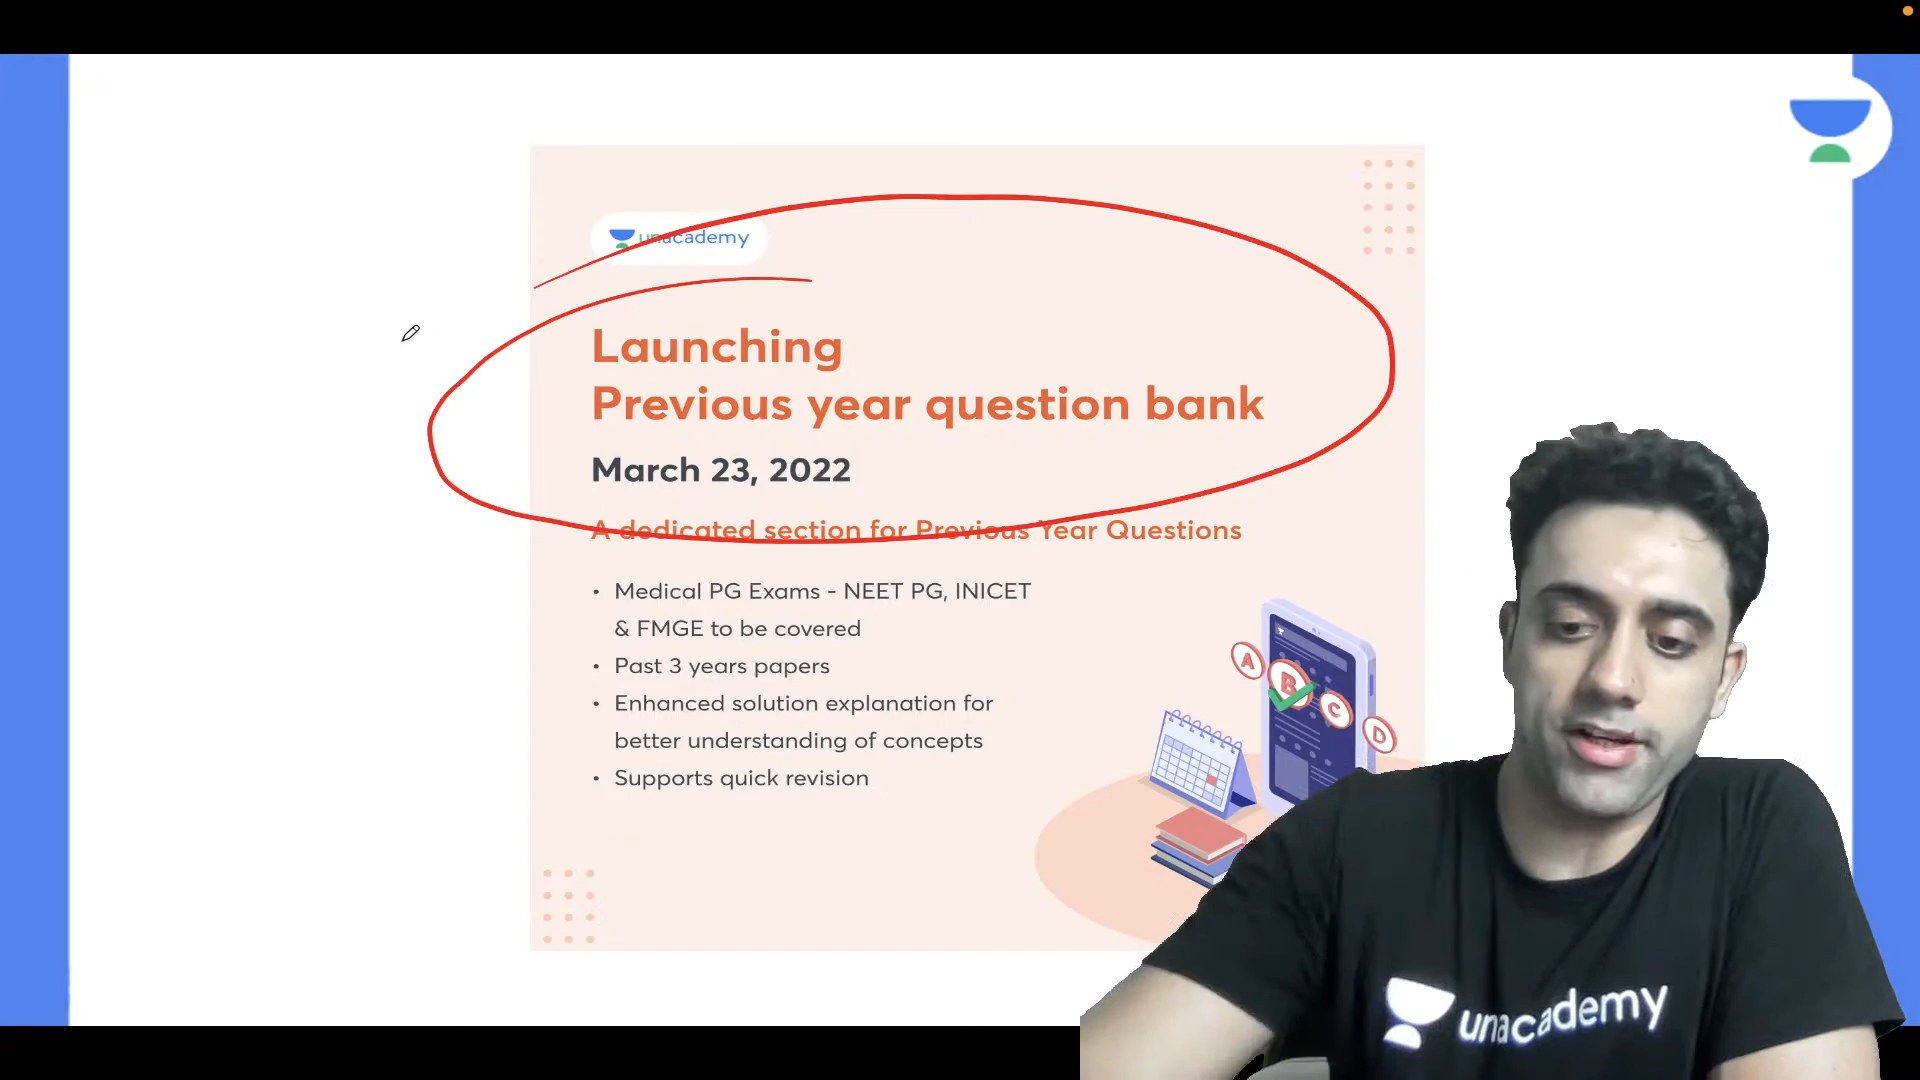 unacademy
Launching
Previous year question bank
March 23, 2022
A dedicated section for Previous Year Questions
• Medical PG Exams - NEET PG, INICET
& FMGE to be covered
• Past 3 years papers
• Enhanced solution explanation for
better understanding of concepts
• Supports quick revision
A
B
C
D
unacademy